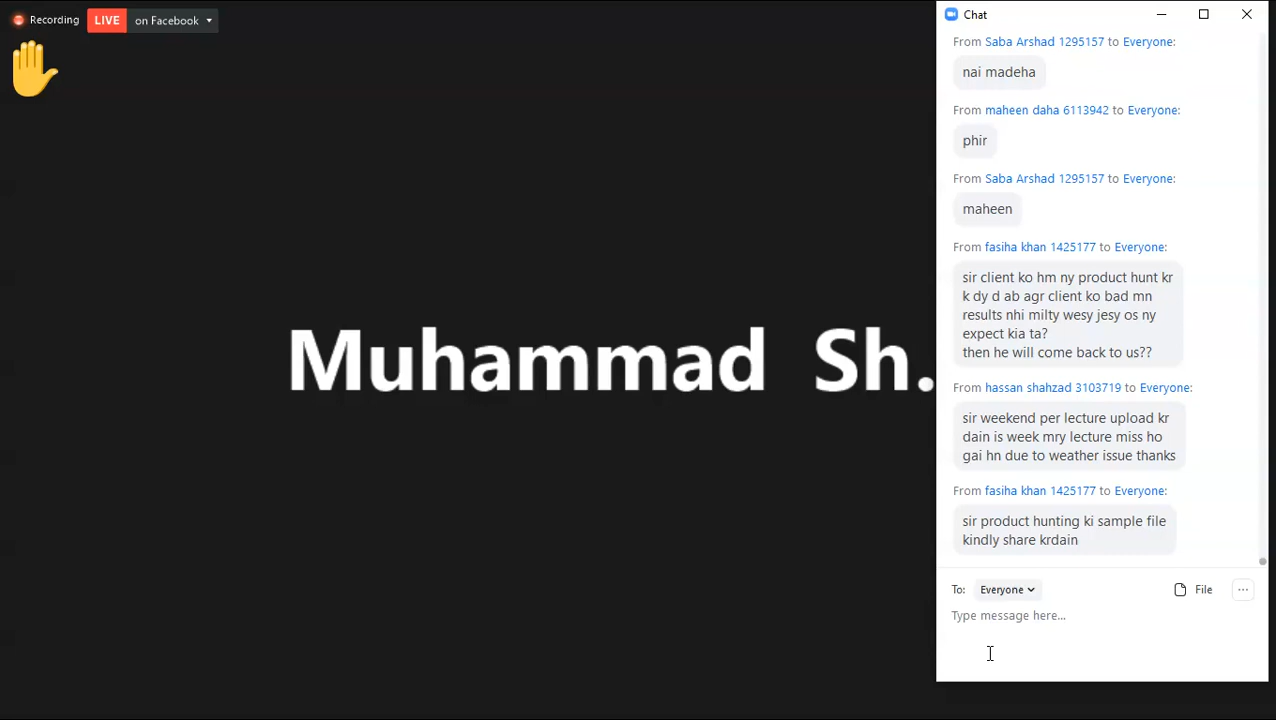 Recording
LIVE
on Facebook
Muhammad Sh.
Chat
From Saba Arshad 1295157 to Everyone:
nai madeha
From maheen daha 6113942 to Everyone:
phir
From Saba Arshad 1295157 to Everyone:
maheen
From fasiha khan 1425177 to Everyone:
sir client ko hm ny product hunt kr
k dy d ab agr client ko bad mn
results nhi milty wesy jesy os ny
expect kia ta?
then he will come back to us??
From hassan shahzad 3103719 to Everyone:
sir weekend per lecture upload kr
dain is week mry lecture miss ho
gai hn due to weather issue thanks
From fasiha khan 1425177 to Everyone:
sir product hunting ki sample file
kindly share krdain
To: Everyone
File
Type message here...